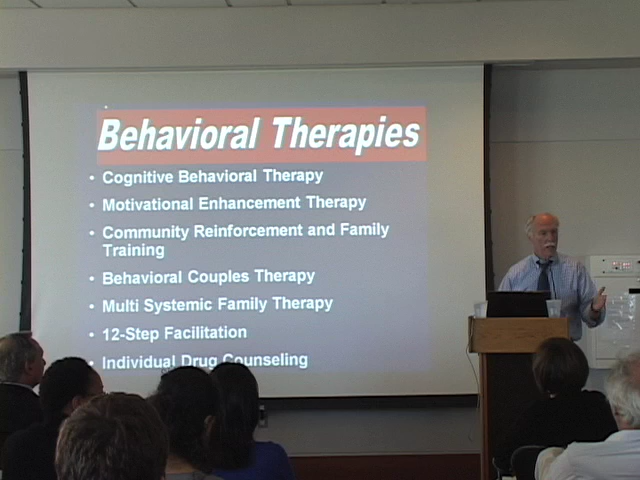 Behavioral Therapies
• Cognitive Behavioral Therapy
• Motivational Enhancement Therapy
• Community Reinforcement and Family
Training
• Behavioral Couples Therapy
• Multi Systemic Family Therapy
• 12-Step Facilitation
• Individual Drug Counseling